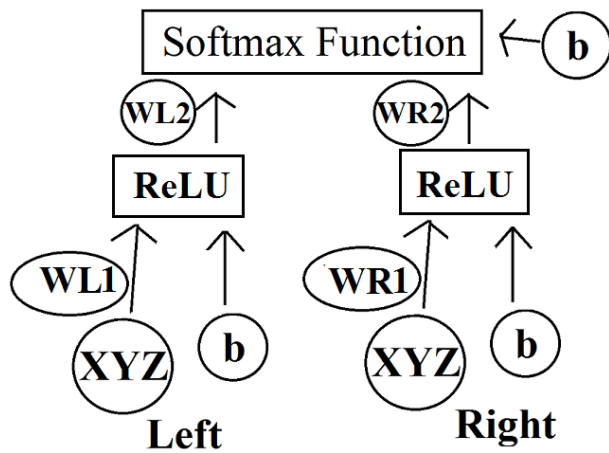 Softmax Function
b
WL2
WR2
ReLU
ReLU
WL1
WR1
XYZ
b
XYZ
b
Left
Right